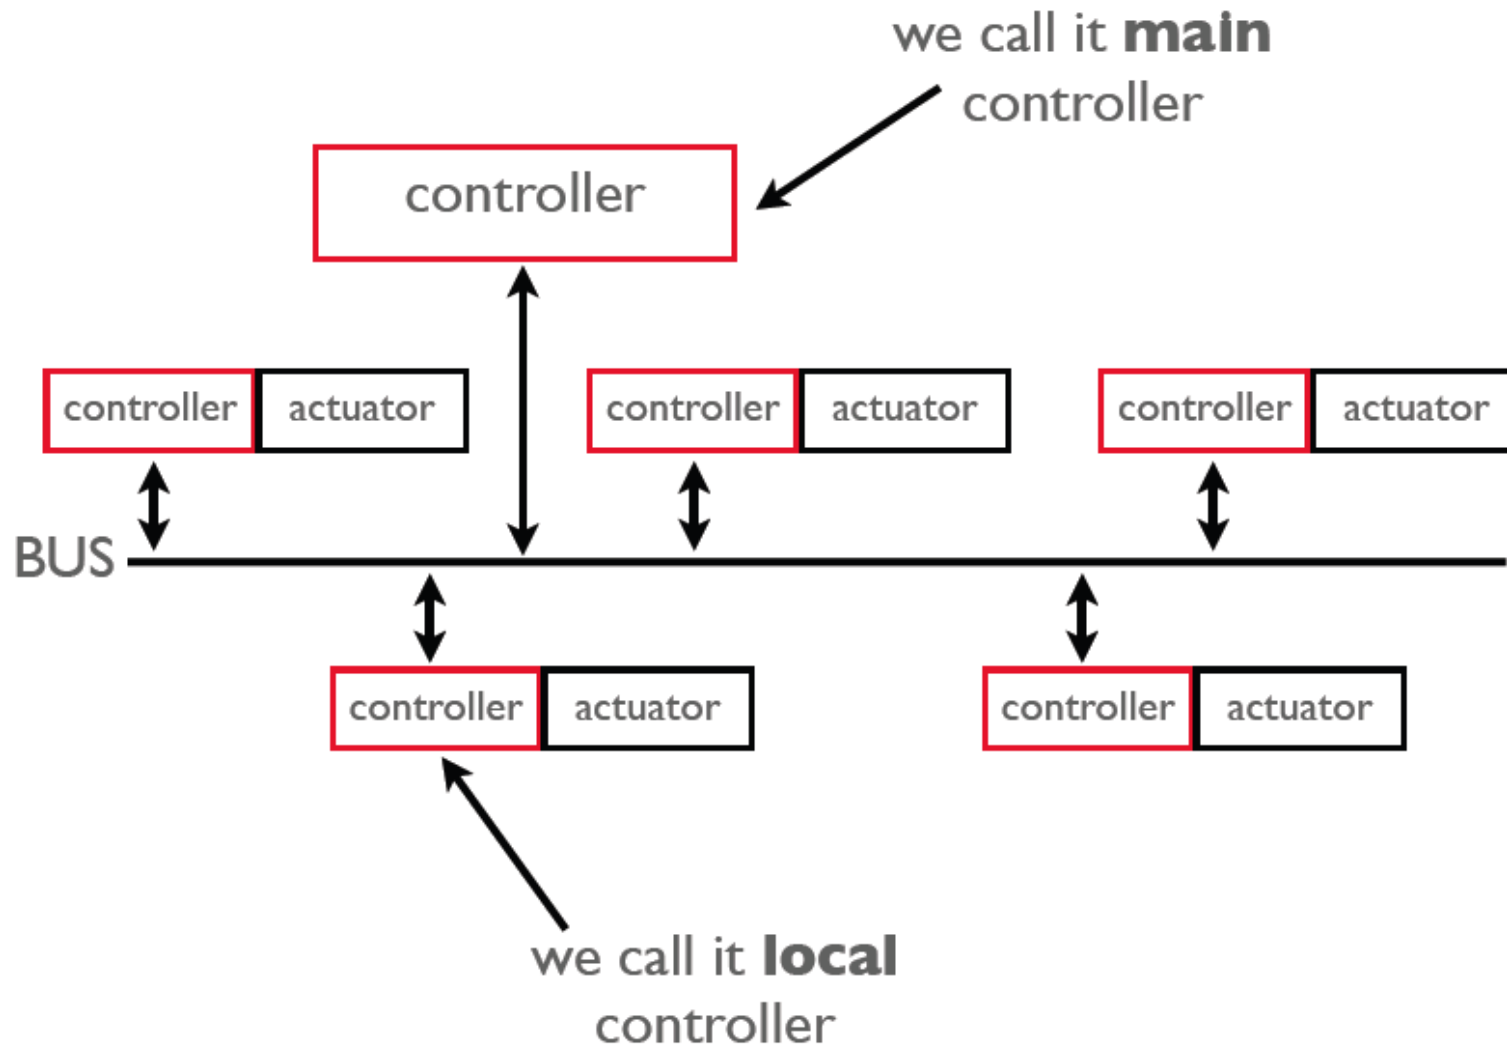 we call it main
controller
controller
controller actuator controller actuator controller actuator
BUS
controller actuator controller actuator
we call it local
controller